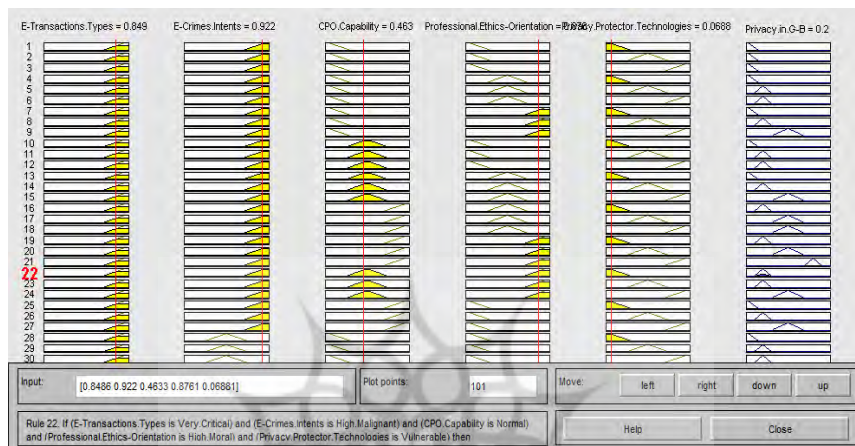 E-Transactions.Types = 0.849
E-Crimes.Intents = 0.922
CPO.Capability = 0.463
Professional.Ethics-Orientation =
Privacy.Protector.Technologies = 0.0688
Privacy.in.G-B = 0.2
1
2
3
4
5
6
7
8
9
10
11
12
13
14
15
16
17
18
19
20
21
22
23
24
25
26
27
28
29
30
Input:
[0.8486 0.922 0.4633 0.8761 0.06881]
Plot points:
101
Move:
left
right
down
up
Rule 22. If (E-Transactions.Types is Very.Critical) and (E-Crimes.Intents is High.Malignant) and (CPO.Capability is Normal)
and (Professional.Ethics-Orientation is High.Moral) and (Privacy.Protector.Technologies is Vulnerable) then
Help
Close